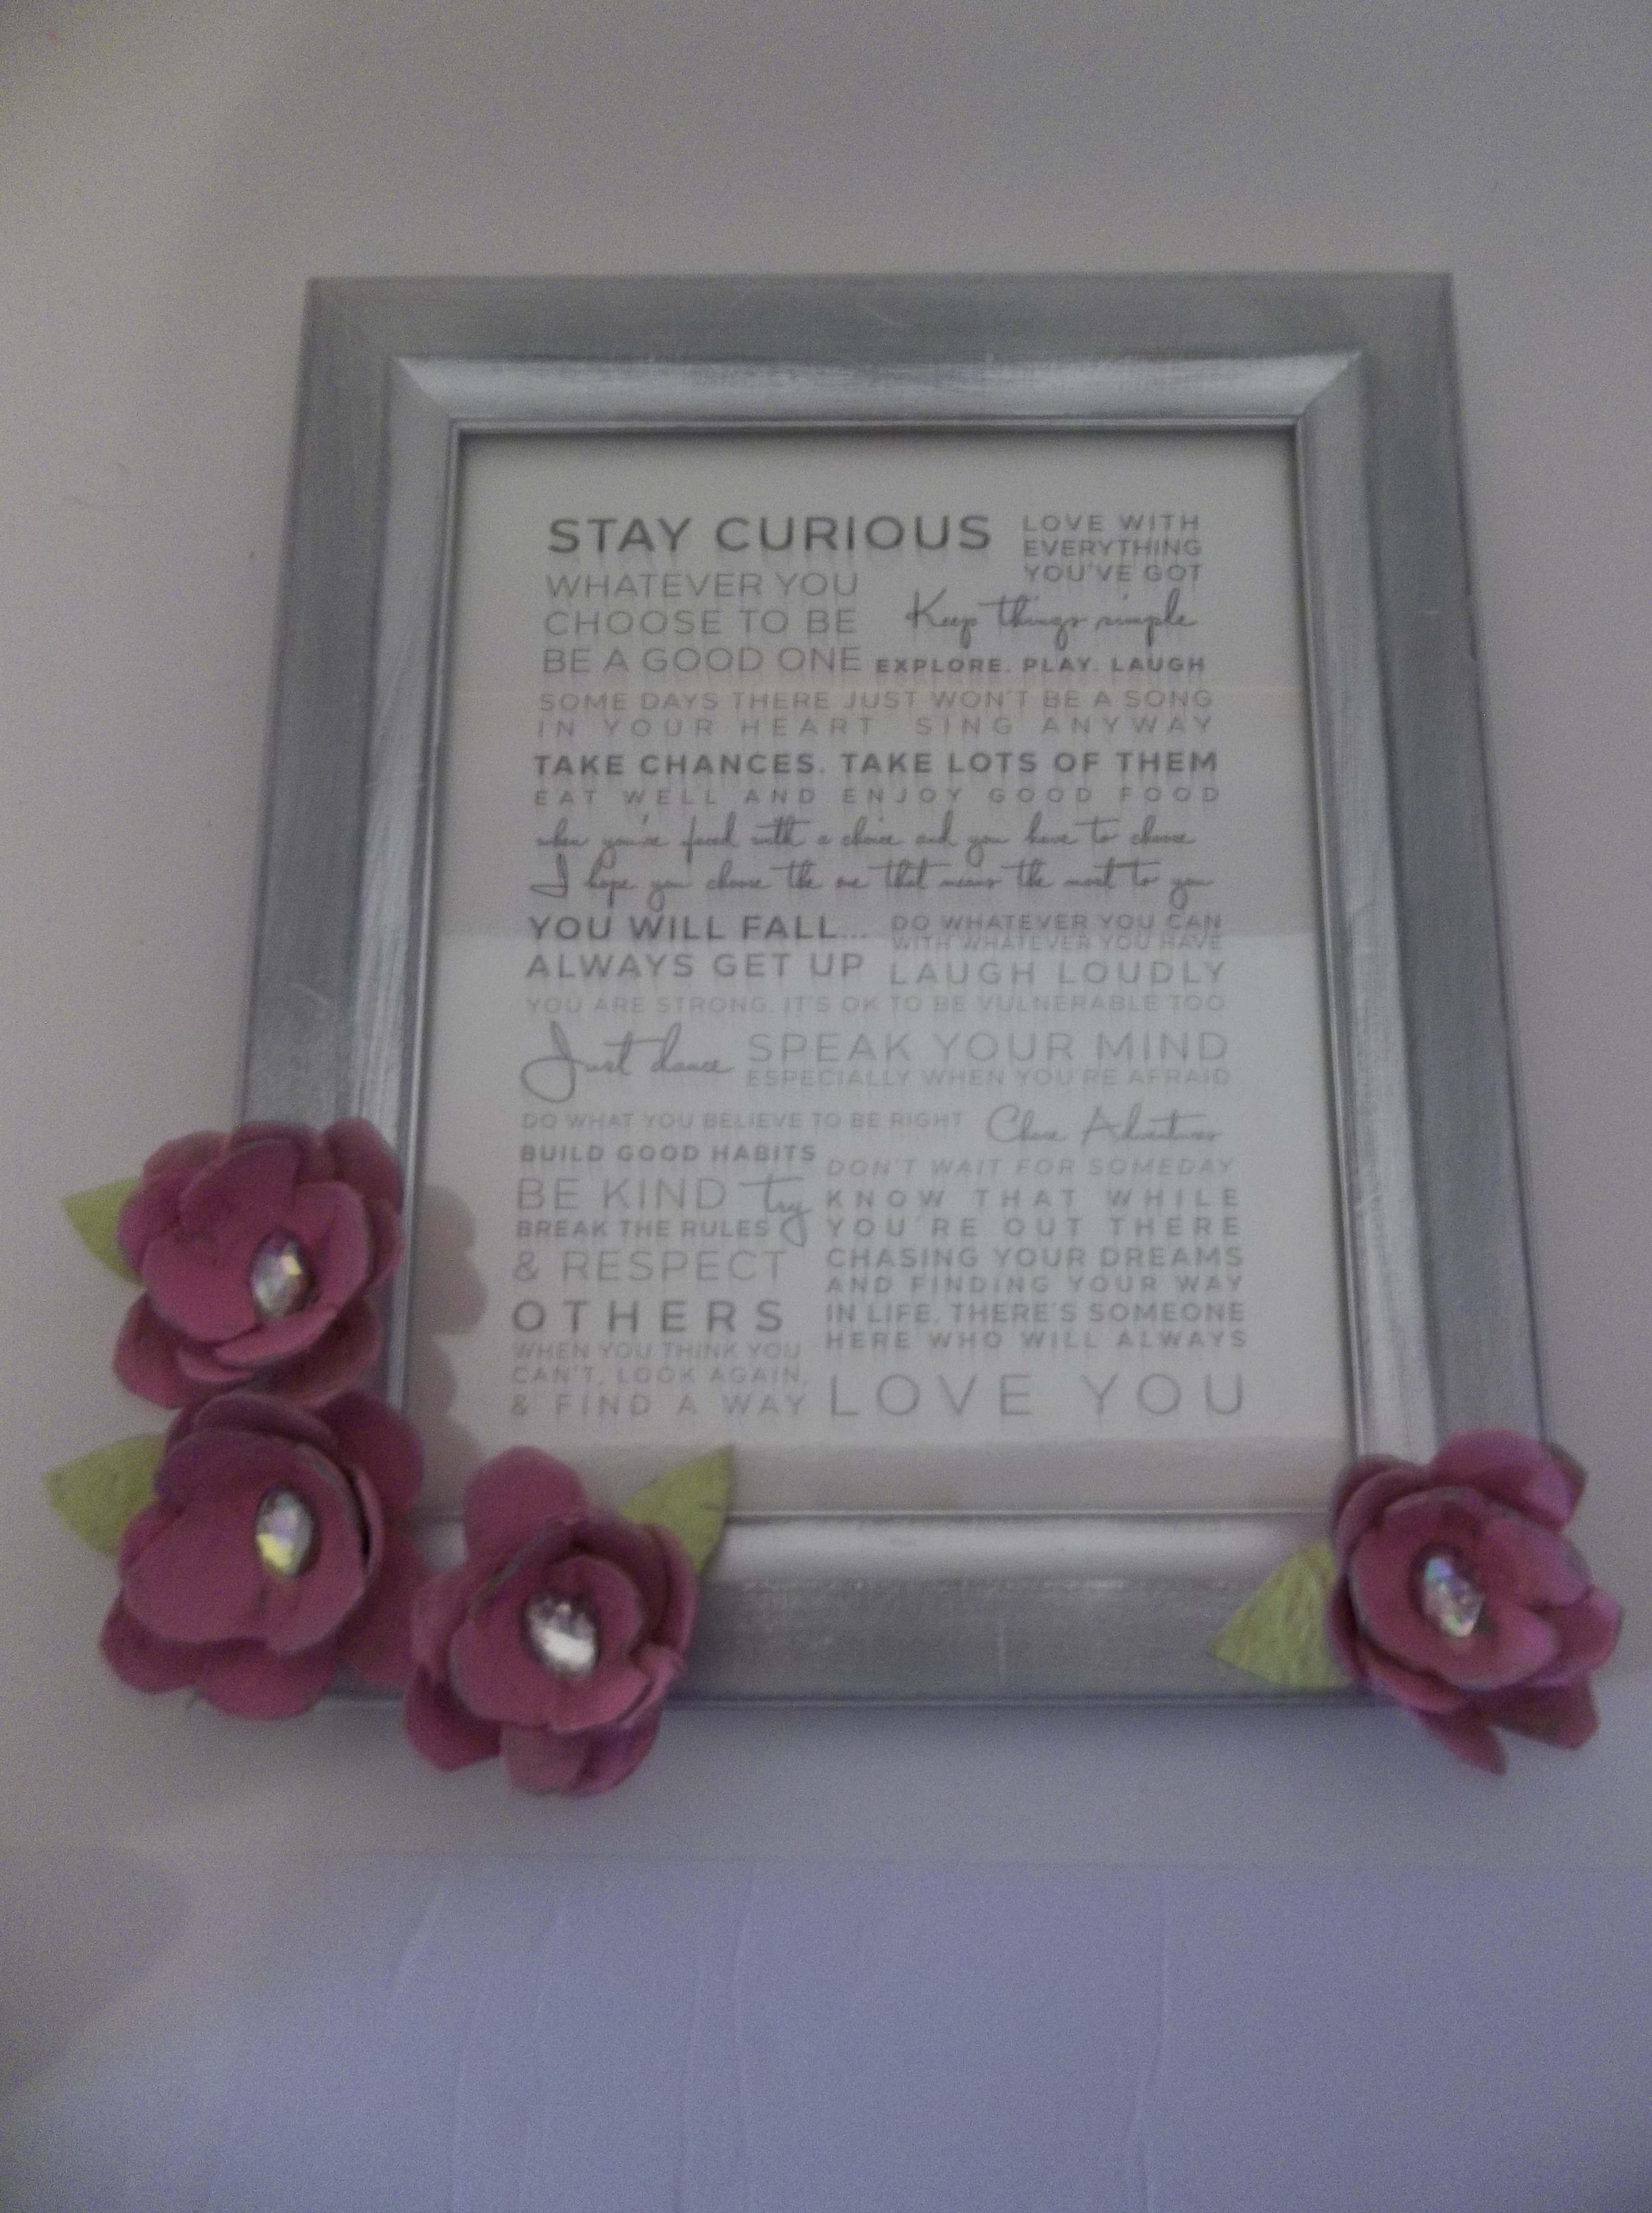 STAY CURIOUS
LOVE WITH
EVERYTHING
YOU'VE GOT
WHATEVER YOU
CHOOSE TO BE
BE A GOOD ONE
Keep things simple
EXPLORE. PLAY. LAUGH
SOME DAYS THERE JUST WON'T BE A SONG
IN YOUR HEART. SING ANYWAY
TAKE CHANCES. TAKE LOTS OF THEM
EAT WELL AND ENJOY GOOD FOOD
when you're faced with a choice and you have to choose
I hope you choose the one that means the most to you
YOU WILL FALL...
ALWAYS GET UP
DO WHATEVER YOU CAN
WITH WHATEVER YOU HAVE
LAUGH LOUDLY
YOU ARE STRONG. IT'S OK TO BE VULNERABLE TOO
Just dance
SPEAK YOUR MIND
ESPECIALLY WHEN YOU'RE AFRAID
DO WHAT YOU BELIEVE TO BE RIGHT
Chase Adventures
BUILD GOOD HABITS
BE KIND try
BREAK THE RULES
& RESPECT
OTHERS
WHEN YOU THINK YOU
CAN'T, LOOK AGAIN,
& FIND A WAY
DON'T WAIT FOR SOMEDAY
KNOW THAT WHILE
YOU'RE OUT THERE
CHASING YOUR DREAMS
AND FINDING YOUR WAY
IN LIFE, THERE'S SOMEONE
HERE WHO WILL ALWAYS
LOVE YOU